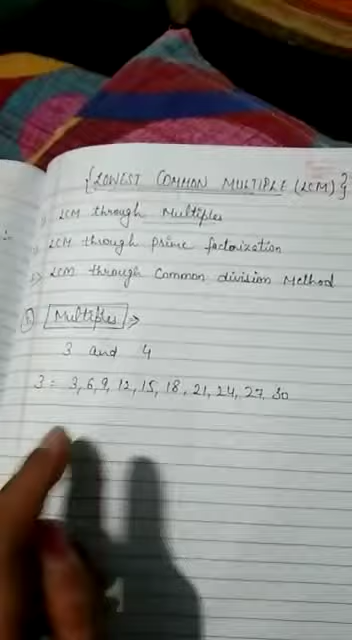 {LOWEST COMMON MULTIPLE (LCM)}
LCM through Multiples
LCM through prime factorization
LCM through Common division Method
Multiples
3 and 4
3 = 3, 6, 9, 12, 15, 18, 21, 24, 27, 30